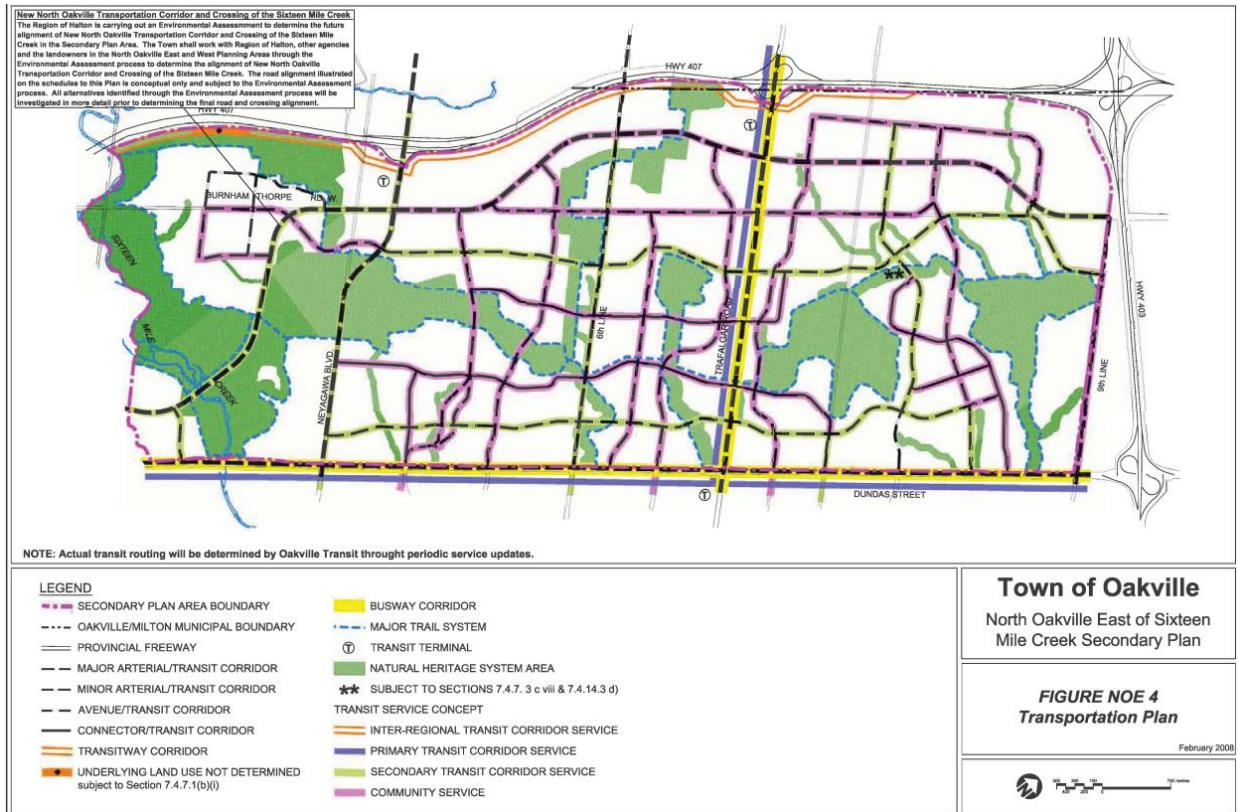 New North Oakville Transportation Corridor and Crossing of the Sixteen Mile Creek
The Region of Halton is carrying out an Environmental Assessmment to determine the future
alignment of New North Oakville Transportation Corridor and Crossing of the Sixteen Mile
Creek in the Secondary Plan Area. The Town shall work with Region of Halton, other agencies
and the landowners in the North Oakville East and West Planning Areas through the
Environmental Assessment process to determine the alignment of New North Oakville
Transportation Corridor and Crossing of the Sixteen Mile Creek. The road alignment illustrated
on the schedules to this Plan is conceptual only and subject to the Environmental Assessment
process. All alternatives identified through the Environmental Assessment process will be
investigated in more detail prior to determining the final road and crossing alignment.
HWY 407
HWY 407
T
T
BURNHAM THORPE RD W
SIXTEEN
MILE
CREEK
NEYAGAWA BLVD.
6th LINE
TRAFALGAR ROAD
**
9th LINE
HWY 403
T
DUNDAS STREET
NOTE: Actual transit routing will be determined by Oakville Transit throught periodic service updates.
LEGEND
SECONDARY PLAN AREA BOUNDARY
OAKVILLE/MILTON MUNICIPAL BOUNDARY
PROVINCIAL FREEWAY
MAJOR ARTERIAL/TRANSIT CORRIDOR
MINOR ARTERIAL/TRANSIT CORRIDOR
AVENUE/TRANSIT CORRIDOR
CONNECTOR/TRANSIT CORRIDOR
TRANSITWAY CORRIDOR
UNDERLYING LAND USE NOT DETERMINED
subject to Section 7.4.7.1(b)(i)
BUSWAY CORRIDOR
MAJOR TRAIL SYSTEM
T TRANSIT TERMINAL
NATURAL HERITAGE SYSTEM AREA
** SUBJECT TO SECTIONS 7.4.7. 3 c viii & 7.4.14.3 d)
TRANSIT SERVICE CONCEPT
INTER-REGIONAL TRANSIT CORRIDOR SERVICE
PRIMARY TRANSIT CORRIDOR SERVICE
SECONDARY TRANSIT CORRIDOR SERVICE
COMMUNITY SERVICE
Town of Oakville
North Oakville East of Sixteen
Mile Creek Secondary Plan
FIGURE NOE 4
Transportation Plan
February 2008